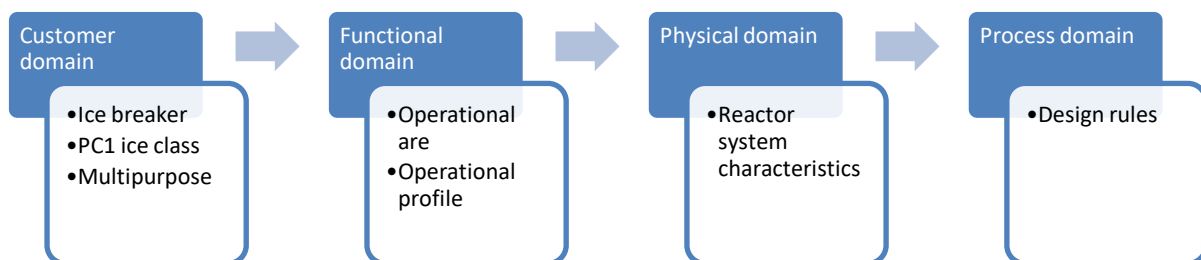 Customer
domain
•Ice breaker
•PC1 ice class
•Multipurpose
Functional
domain
•Operational
are
•Operational
profile
Physical domain
•Reactor
system
characteristics
Process domain
•Design rules